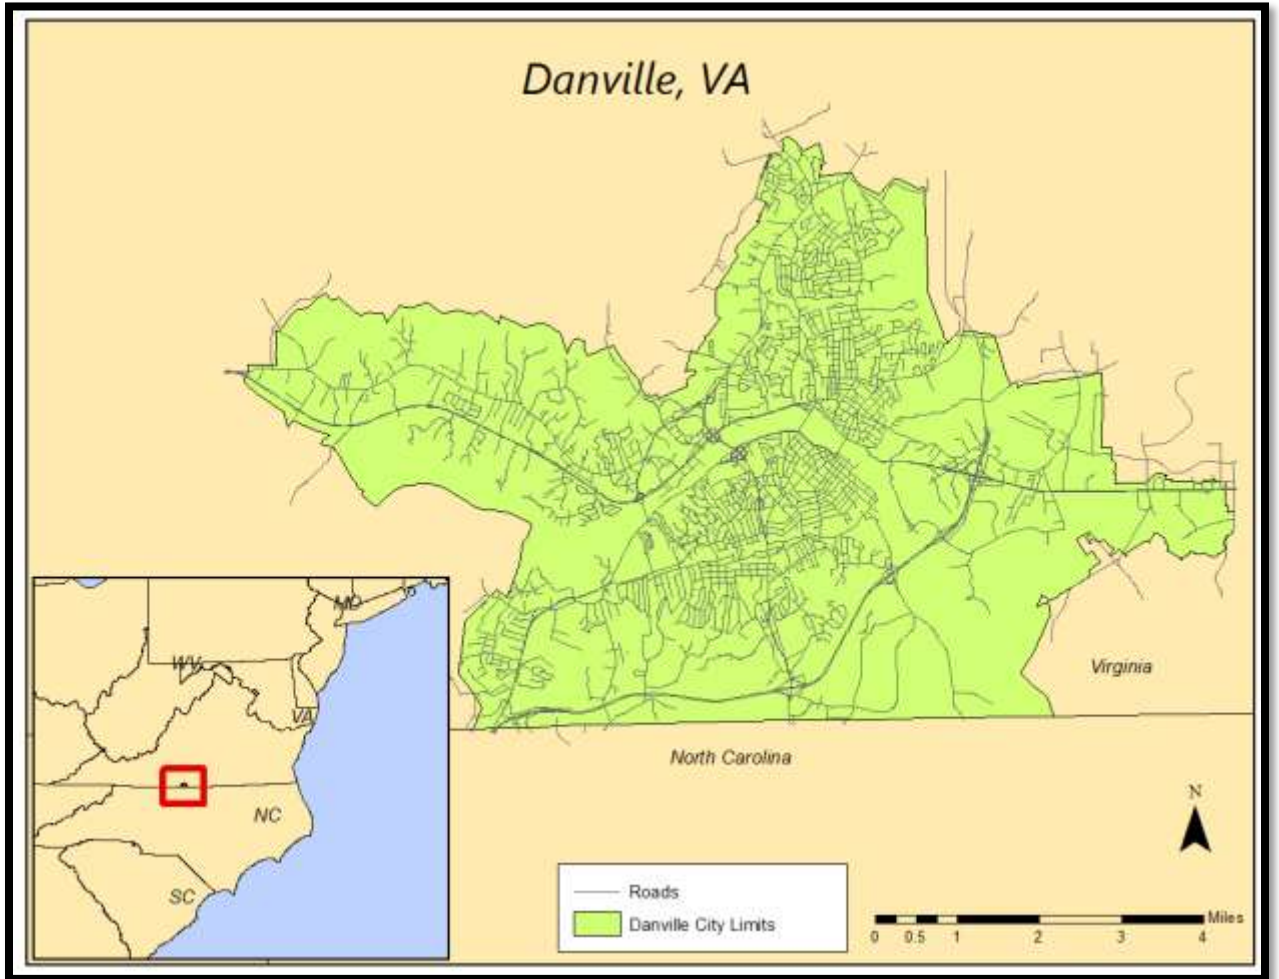 Danville, VA
Virginia
North Carolina
MD
WV
VA
NC
SC
N
Roads
Danville City Limits
Miles
0 0.5 1 2 3 4